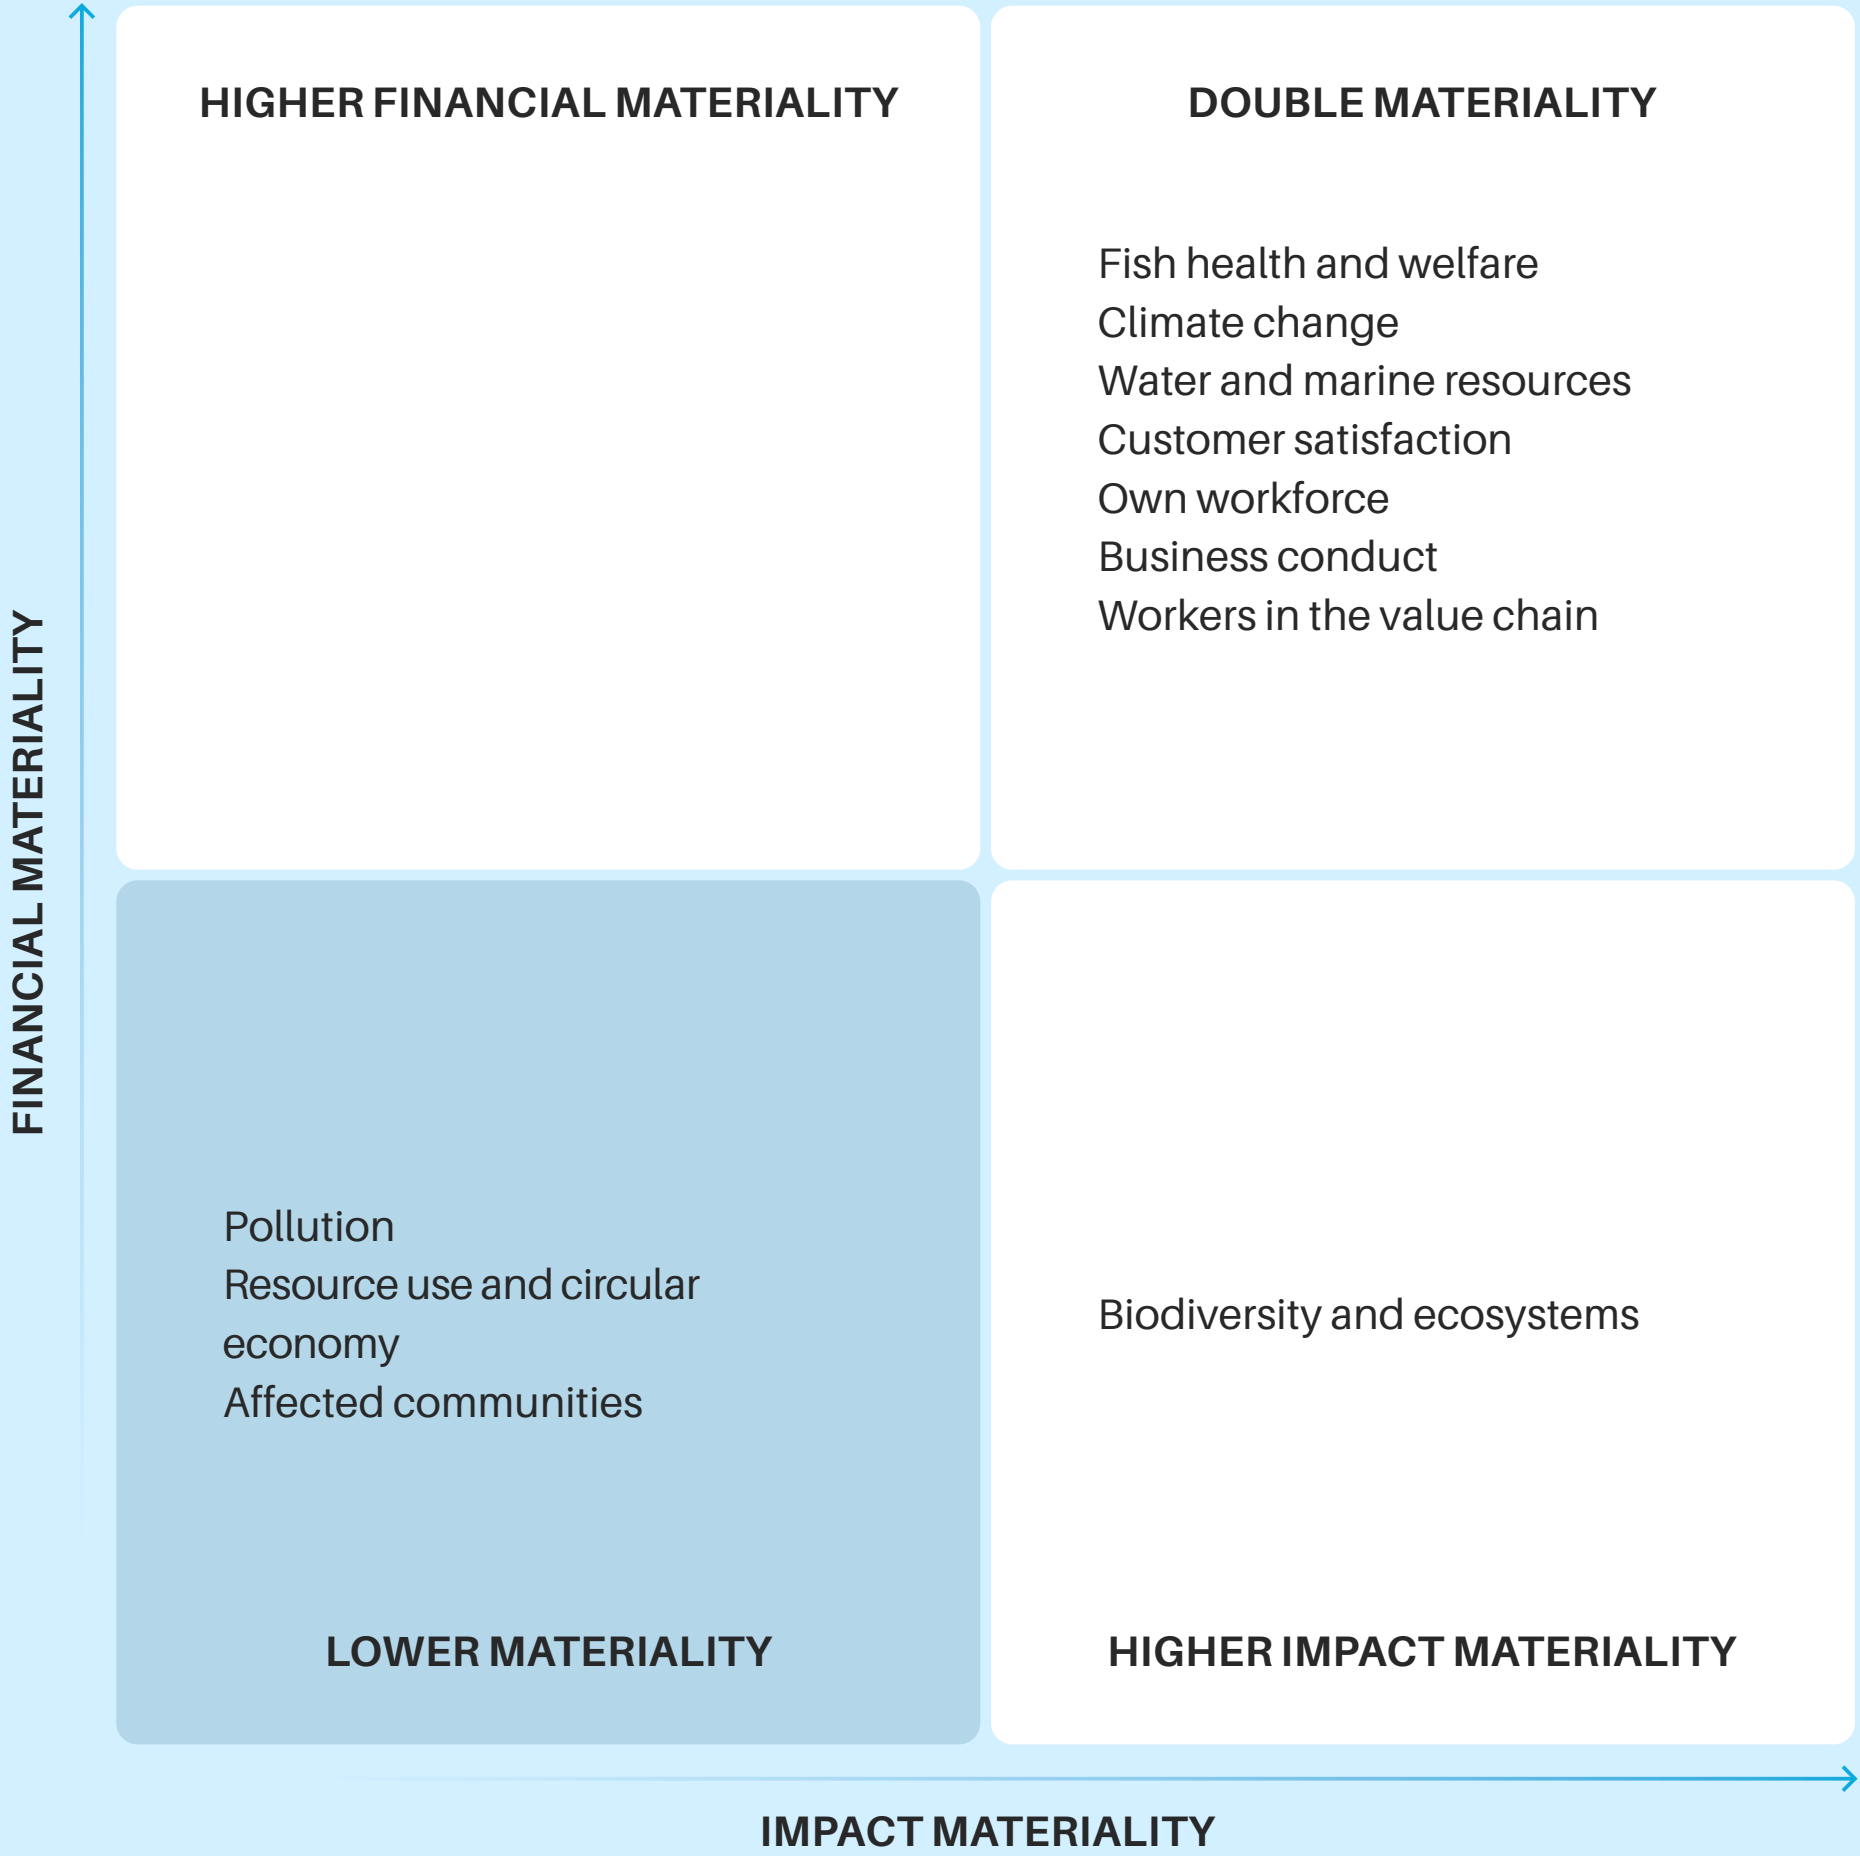 HIGHER FINANCIAL MATERIALITY
DOUBLE MATERIALITY
Fish health and welfare
Climate change
Water and marine resources
Customer satisfaction
Own workforce
Business conduct
Workers in the value chain
FINANCIAL MATERIALITY
Pollution
Resource use and circular
economy
Affected communities
LOWER MATERIALITY
Biodiversity and ecosystems
HIGHER IMPACT MATERIALITY
IMPACT MATERIALITY